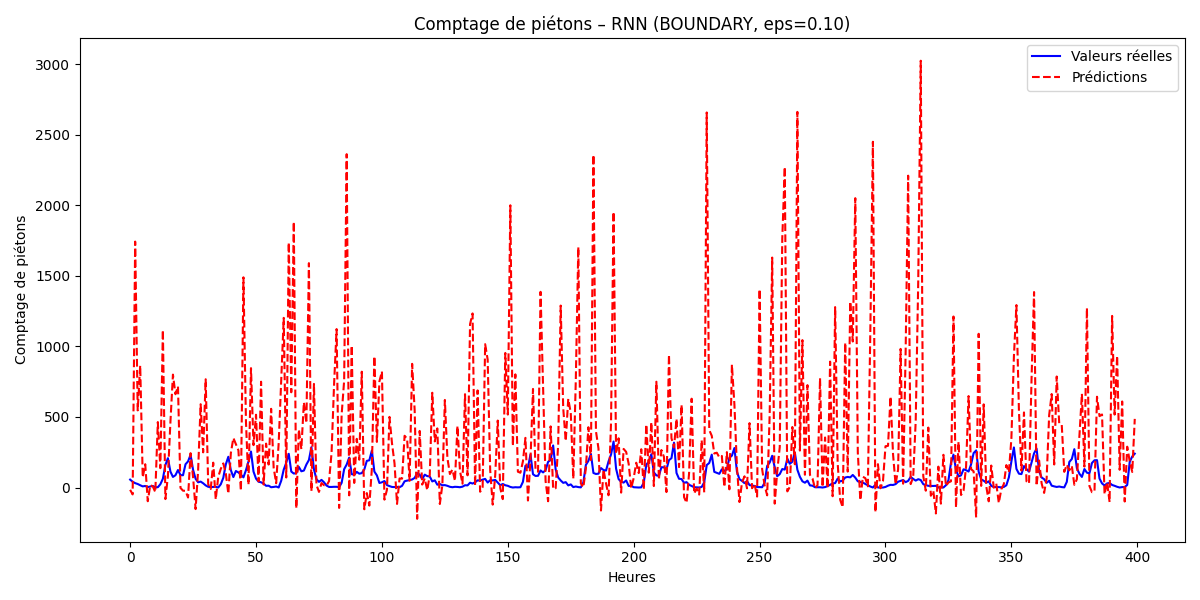 Comptage de piétons – RNN (BOUNDARY, eps=0.10)
Valeurs réelles
Prédictions
Comptage de piétons
3000
2500
2000
1500
1000
500
0
0 50 100 150 200 250 300 350 400
Heures